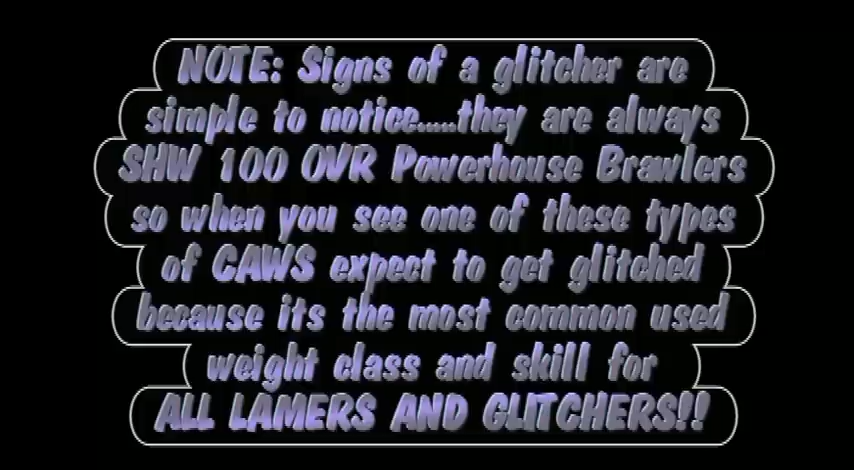 NOTE: Signs of a glitcher are
simple to notice.....they are always
SHW 100 OVR Powerhouse Brawlers
so when you see one of these types
of CAWS expect to get glitched
because its the most common used
weight class and skill for
ALL LAMERS AND GLITCHERS!!